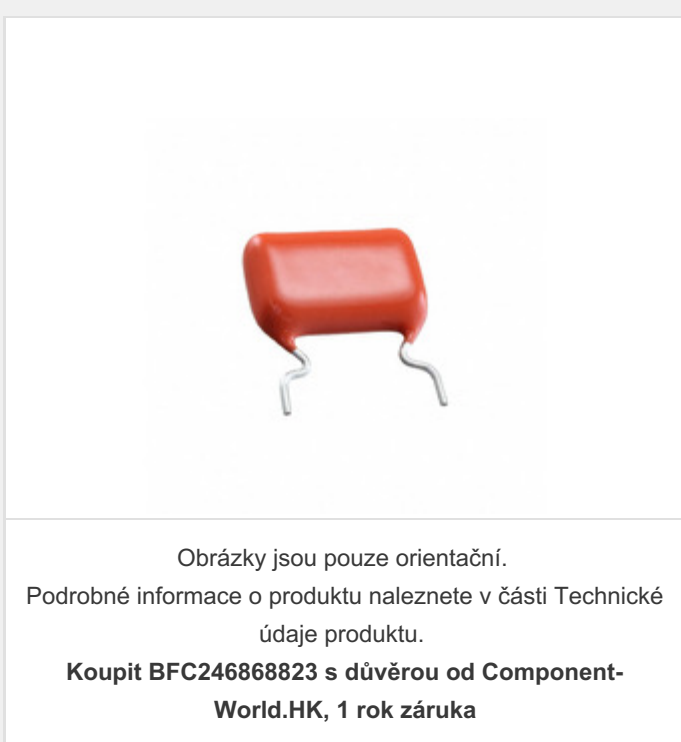 Obrázky jsou pouze orientační.
Podrobné informace o produktu naleznete v části Technické
údaje produktu.
Koupit BFC246868823 s důvěrou od Component-
World.HK, 1 rok záruka